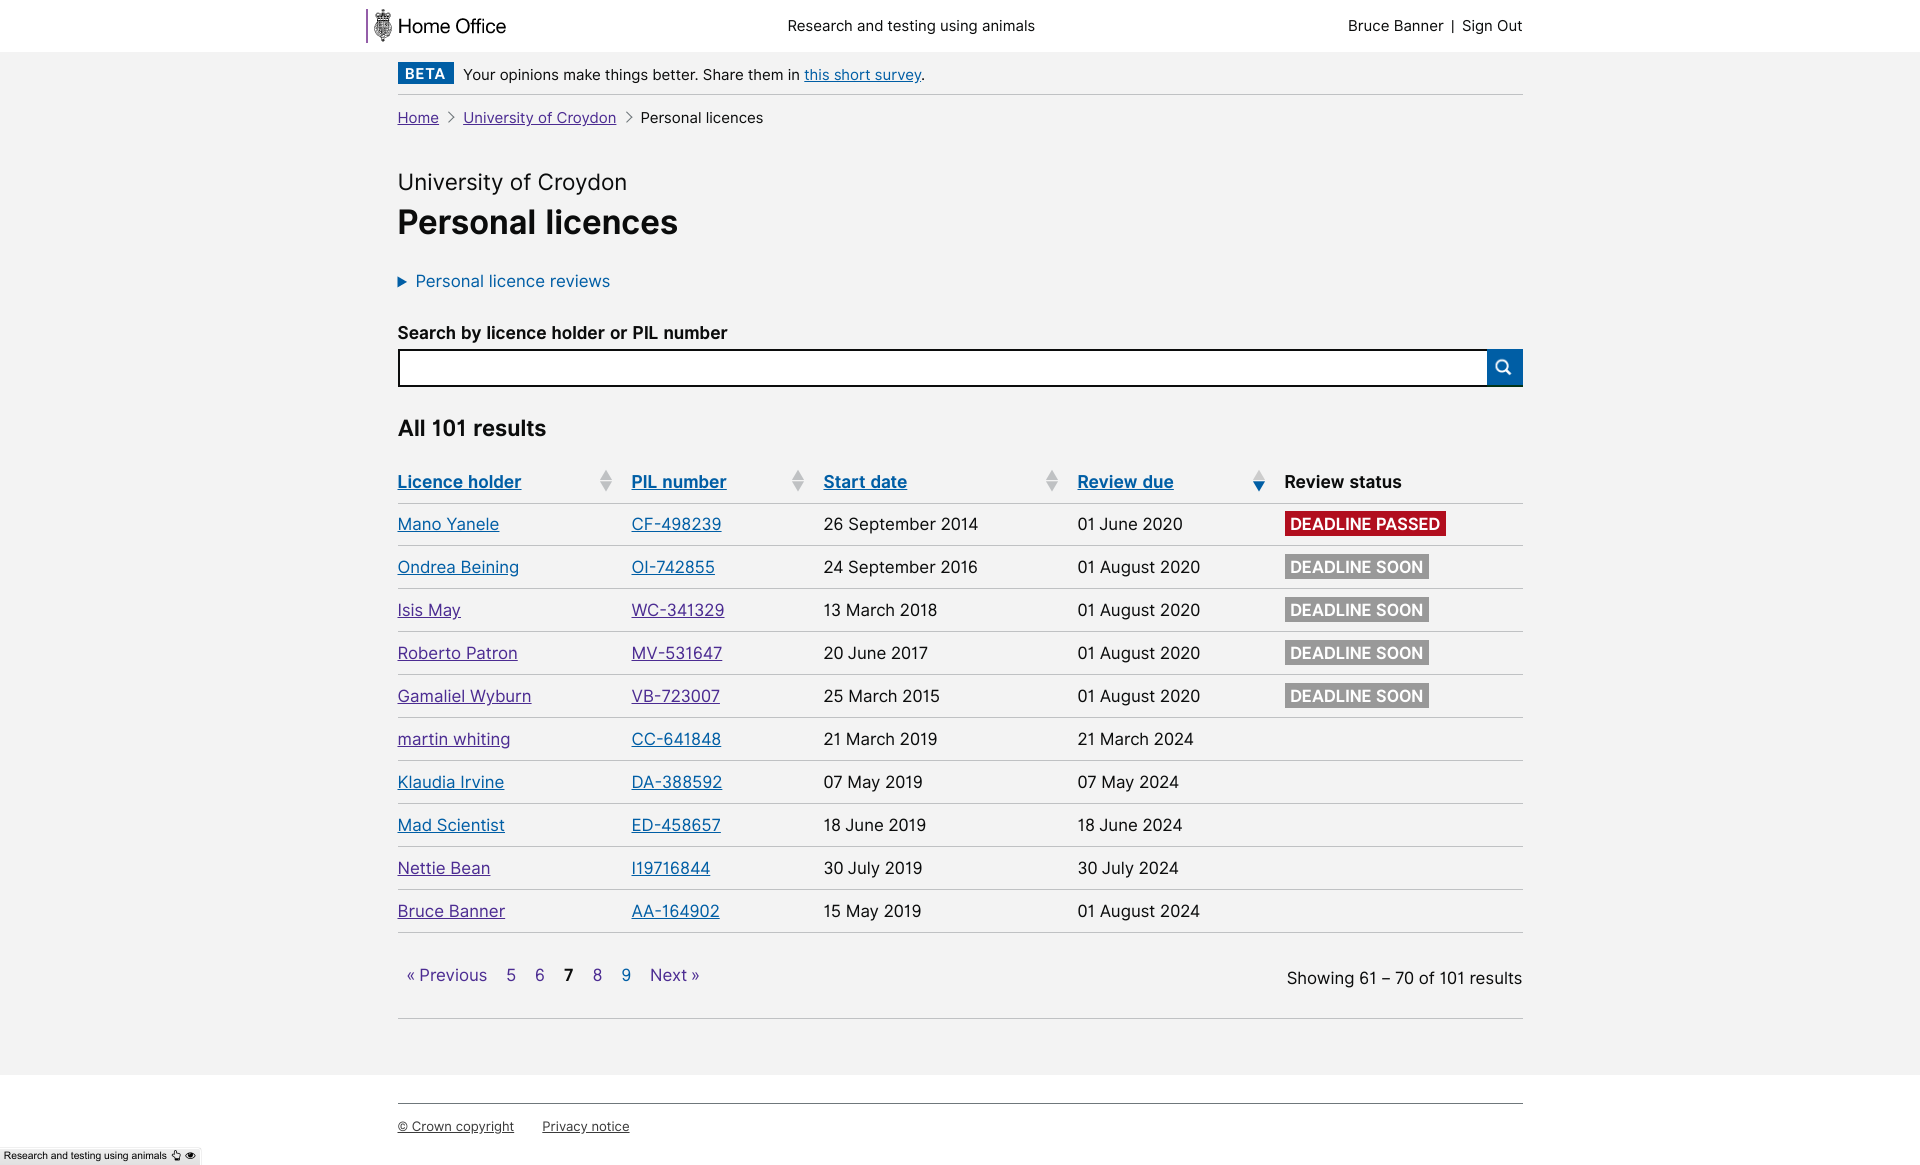 Home Office
Research and testing using animals
Bruce Banner | Sign Out
BETA Your opinions make things better. Share them in this short survey.
Home > University of Croydon > Personal licences
University of Croydon
Personal licences
Personal licence reviews
Search by licence holder or PIL number
All 101 results
Licence holder PIL number Start date Review due Review status
Mano Yanele CF-498239 26 September 2014 01 June 2020 DEADLINE PASSED
Ondrea Beining OI-742855 24 September 2016 01 August 2020 DEADLINE SOON
Isis May WC-341329 13 March 2018 01 August 2020 DEADLINE SOON
Roberto Patron MV-531647 20 June 2017 01 August 2020 DEADLINE SOON
Gamaliel Wyburn VB-723007 25 March 2015 01 August 2020 DEADLINE SOON
martin whiting CC-641848 21 March 2019 21 March 2024
Klaudia Irvine DA-388592 07 May 2019 07 May 2024
Mad Scientist ED-458657 18 June 2019 18 June 2024
Nettie Bean I19716844 30 July 2019 30 July 2024
Bruce Banner AA-164902 15 May 2019 01 August 2024
« Previous 5 6 7 8 9 Next »
Showing 61 – 70 of 101 results
© Crown copyright Privacy notice
Research and testing using animals